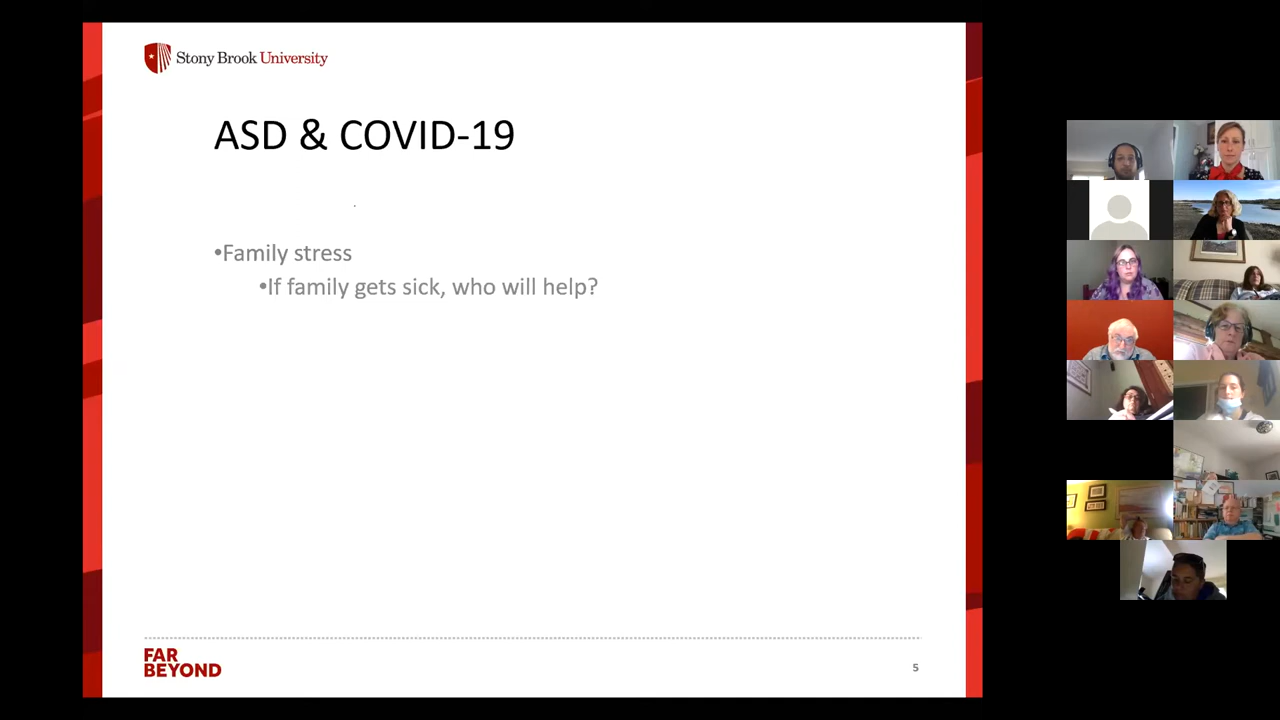 Stony Brook University
ASD & COVID-19
•Family stress
•If family gets sick, who will help?
FAR
BEYOND
5